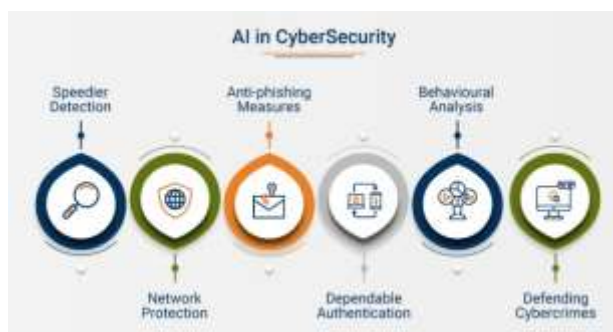 AI in CyberSecurity
Speedier
Detection
Anti-phishing
Measures
Behavioural
Analysis
Network
Protection
Dependable
Authentication
Defending
Cybercrimes